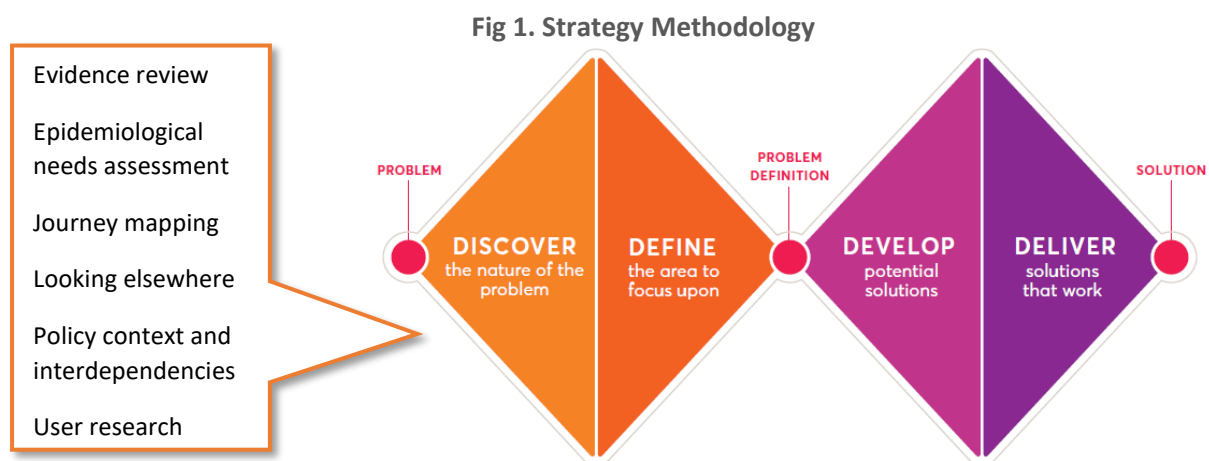 Fig 1. Strategy Methodology
Evidence review
Epidemiological
needs assessment
Journey mapping
Looking elsewhere
Policy context and
interdependencies
User research
PROBLEM
DISCOVER
the nature of the
problem
DEFINE
the area to
focus upon
PROBLEM
DEFINITION
DEVELOP
potential
solutions
DELIVER
solutions
that work
SOLUTION